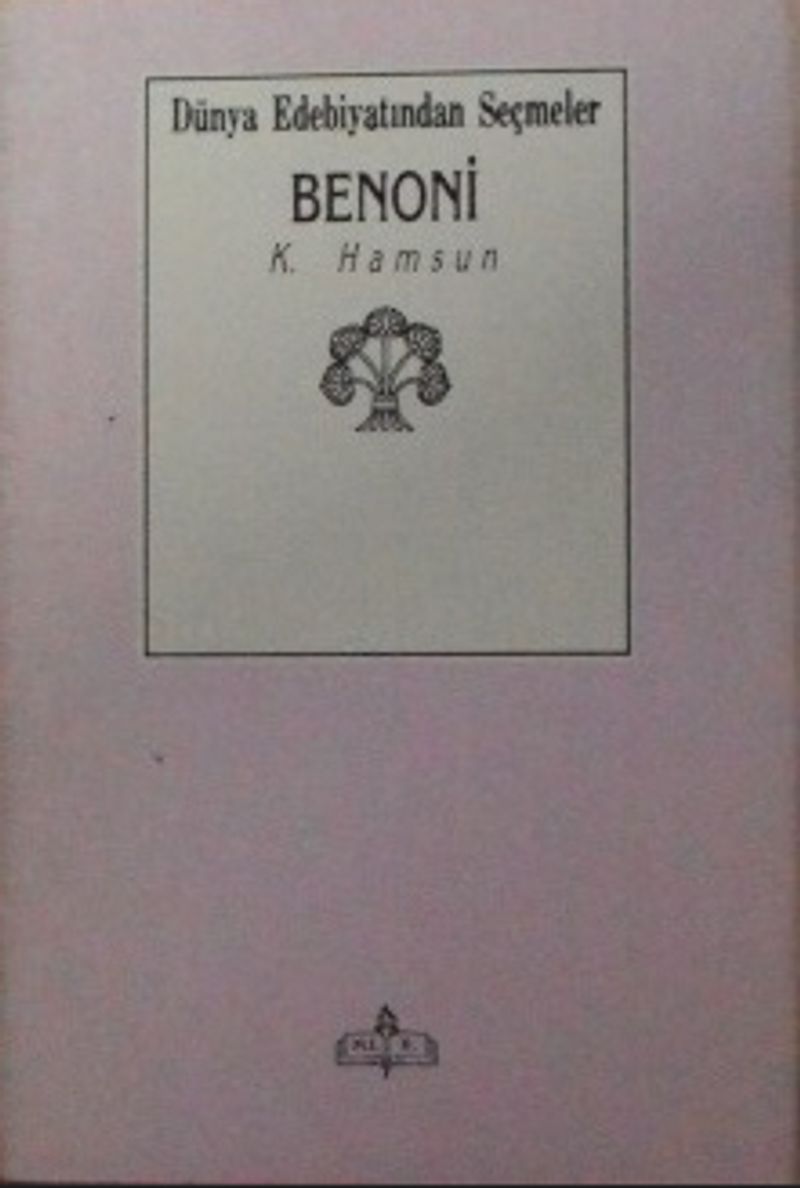 Dünya Edebiyatından Seçmeler
BENONİ
K. Hamsun